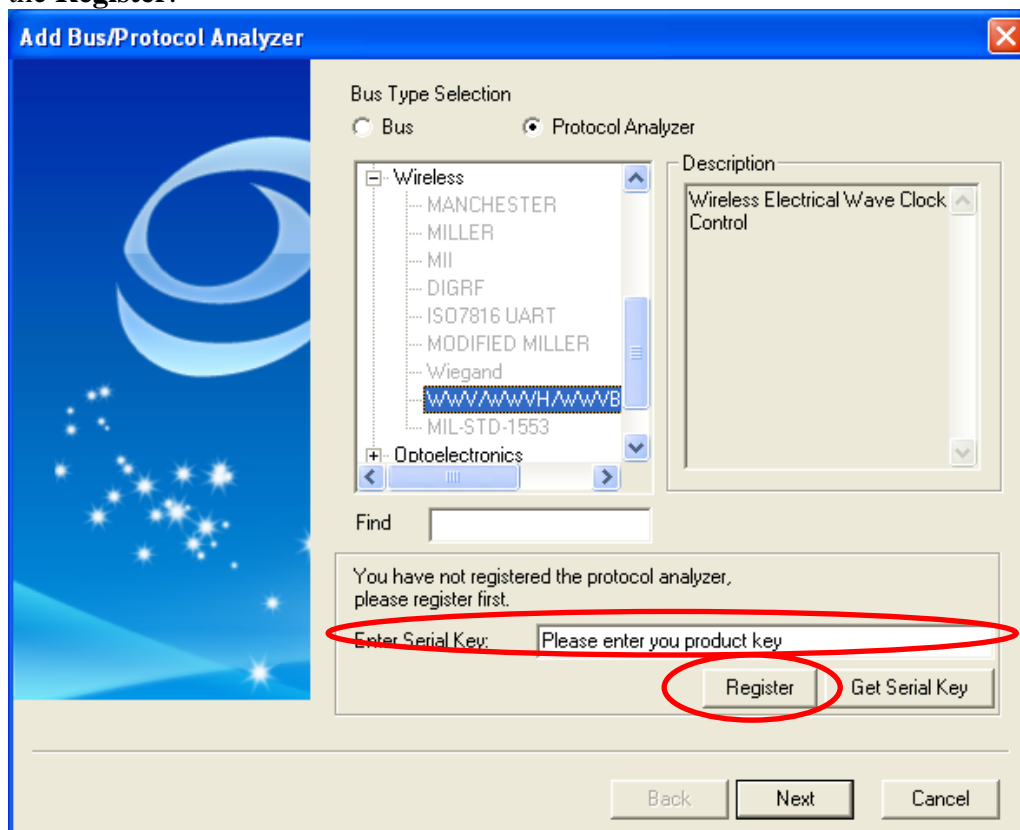 the Register.
Add Bus/Protocol Analyzer
Bus Type Selection
Bus Protocol Analyzer
Wireless
MANCHESTER
MILLER
MII
DIGRF
ISO7816 UART
MODIFIED MILLER
Wiegand
WWV/WWVH/WWVB
MIL-STD-1553
Optoelectronics
Description
Wireless Electrical Wave Clock
Control
Find
You have not registered the protocol analyzer,
please register first.
Enter Serial Key: Please enter you product key
Register Get Serial Key
Back Next Cancel